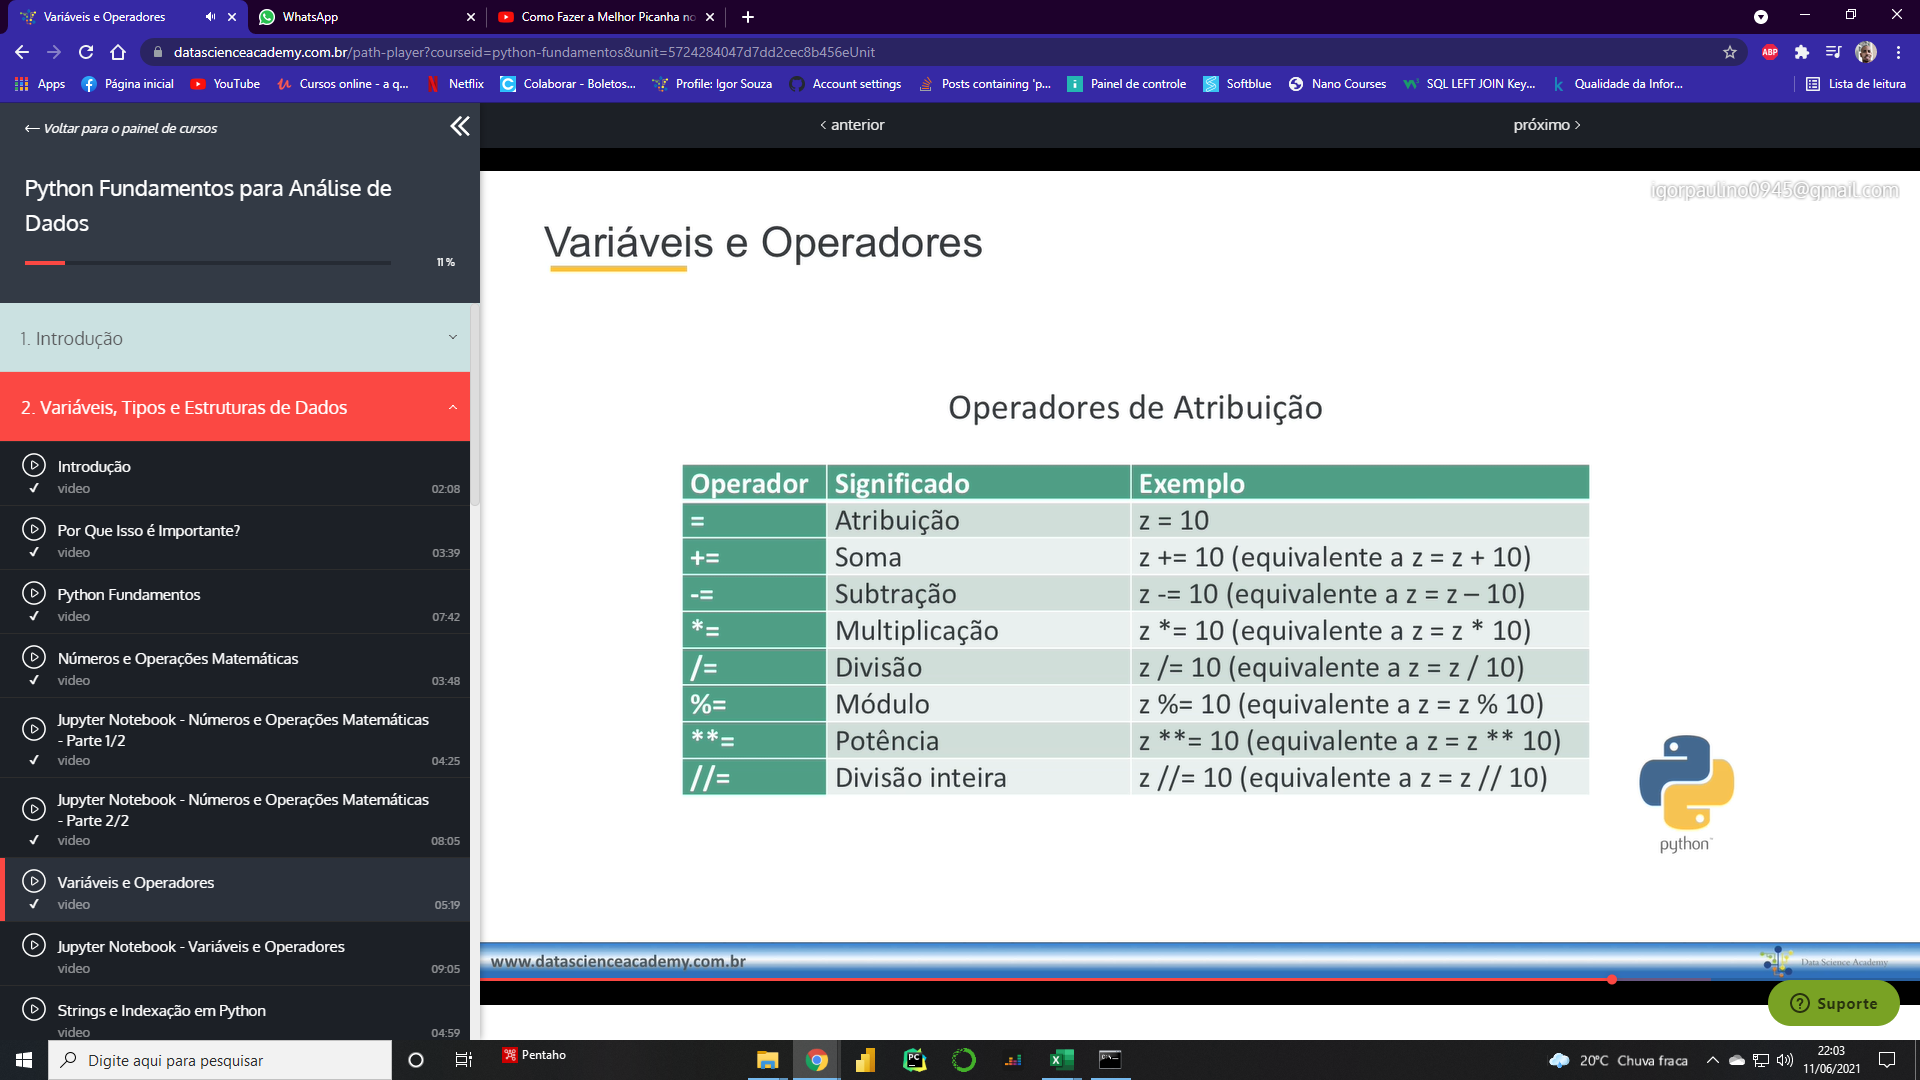 Variáveis e Operadores
WhatsApp
Como Fazer a Melhor Picanha no
datascienceacademy.com.br/path-player?courseid=python-fundamentos&unit=5724284047d7dd2cec8b456eUnit
ABP
Apps
Página inicial
YouTube
Cursos online - a q...
Netflix
Colaborar - Boletos...
Profile: Igor Souza
Account settings
Posts containing 'p...
Painel de controle
Softblue
Nano Courses
SQL LEFT JOIN Key...
Qualidade da Infor...
Lista de leitura
Voltar para o painel de cursos
anterior
próximo
Python Fundamentos para Análise de
Dados
11 %
1. Introdução
2. Variáveis, Tipos e Estruturas de Dados
Introdução
video 02:08
Por Que Isso é Importante?
video 03:39
Python Fundamentos
video 07:42
Números e Operações Matemáticas
video 03:48
Jupyter Notebook - Números e Operações Matemáticas
- Parte 1/2
video 04:25
Jupyter Notebook - Números e Operações Matemáticas
- Parte 2/2
video 08:05
Variáveis e Operadores
video 05:19
Jupyter Notebook - Variáveis e Operadores
video 09:05
Strings e Indexação em Python
video 04:59
igorpaulino0945@gmail.com
Variáveis e Operadores
Operadores de Atribuição
Operador Significado Exemplo
= Atribuição z = 10
+= Soma z += 10 (equivalente a z = z + 10)
-= Subtração z -= 10 (equivalente a z = z – 10)
*= Multiplicação z *= 10 (equivalente a z = z * 10)
/= Divisão z /= 10 (equivalente a z = z / 10)
%= Módulo z %= 10 (equivalente a z = z % 10)
**= Potência z **= 10 (equivalente a z = z ** 10)
//= Divisão inteira z //= 10 (equivalente a z = z // 10)
python
www.datascienceacademy.com.br
Data Science Academy
Suporte
Digite aqui para pesquisar
Pentaho
20°C Chuva fraca
22:03
11/06/2021